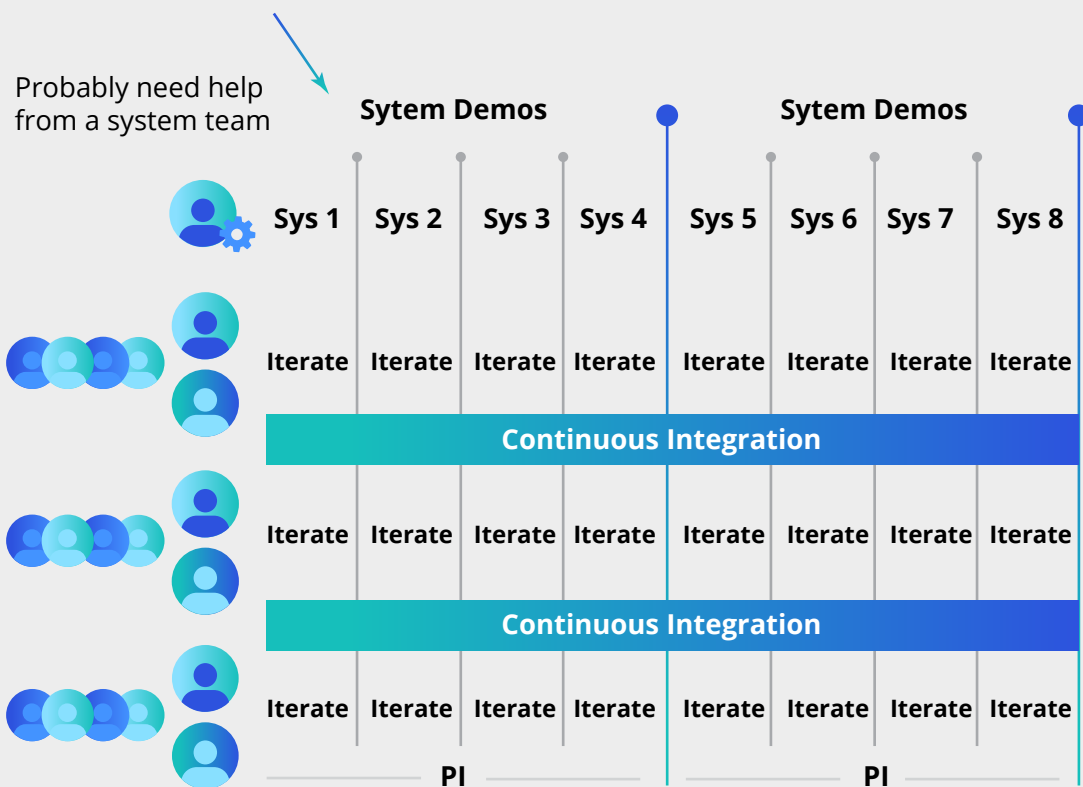 Probably need help
from a system team
Sytem Demos Sytem Demos
Sys 1 Sys 2 Sys 3 Sys 4 Sys 5 Sys 6 Sys 7 Sys 8
Iterate Iterate Iterate Iterate Iterate Iterate Iterate Iterate
Continuous Integration
Iterate Iterate Iterate Iterate Iterate Iterate Iterate Iterate
Continuous Integration
Iterate Iterate Iterate Iterate Iterate Iterate Iterate Iterate
PI PI